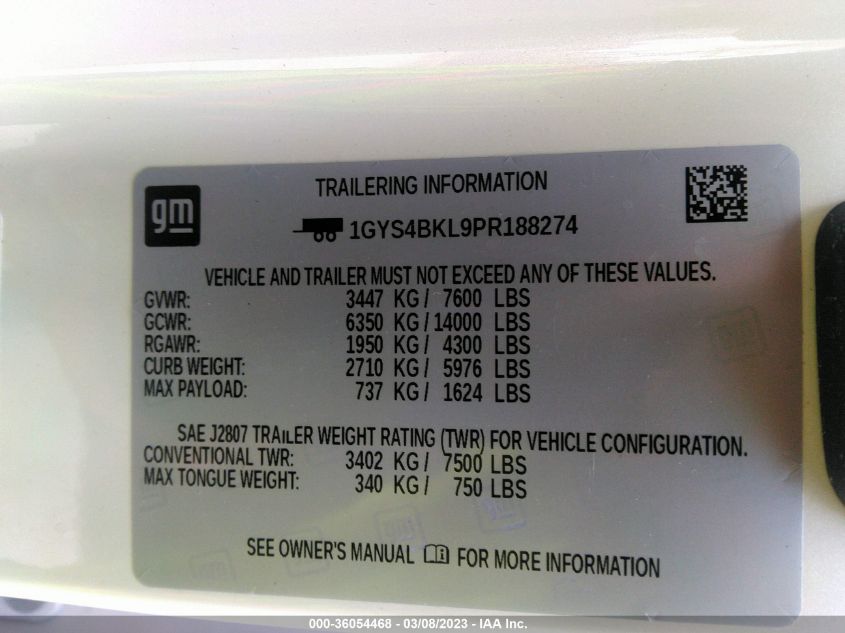 gm
TRAILERING INFORMATION
1GYS4BKL9PR188274
VEHICLE AND TRAILER MUST NOT EXCEED ANY OF THESE VALUES.
GVWR: 3447 KG / 7600 LBS
GCWR: 6350 KG / 14000 LBS
RGAWR: 1950 KG / 4300 LBS
CURB WEIGHT: 2710 KG / 5976 LBS
MAX PAYLOAD: 737 KG / 1624 LBS
SAE J2807 TRAILER WEIGHT RATING (TWR) FOR VEHICLE CONFIGURATION.
CONVENTIONAL TWR: 3402 KG / 7500 LBS
MAX TONGUE WEIGHT: 340 KG / 750 LBS
SEE OWNER'S MANUAL FOR MORE INFORMATION
000-36054468 - 03/08/2023 - IAA Inc.